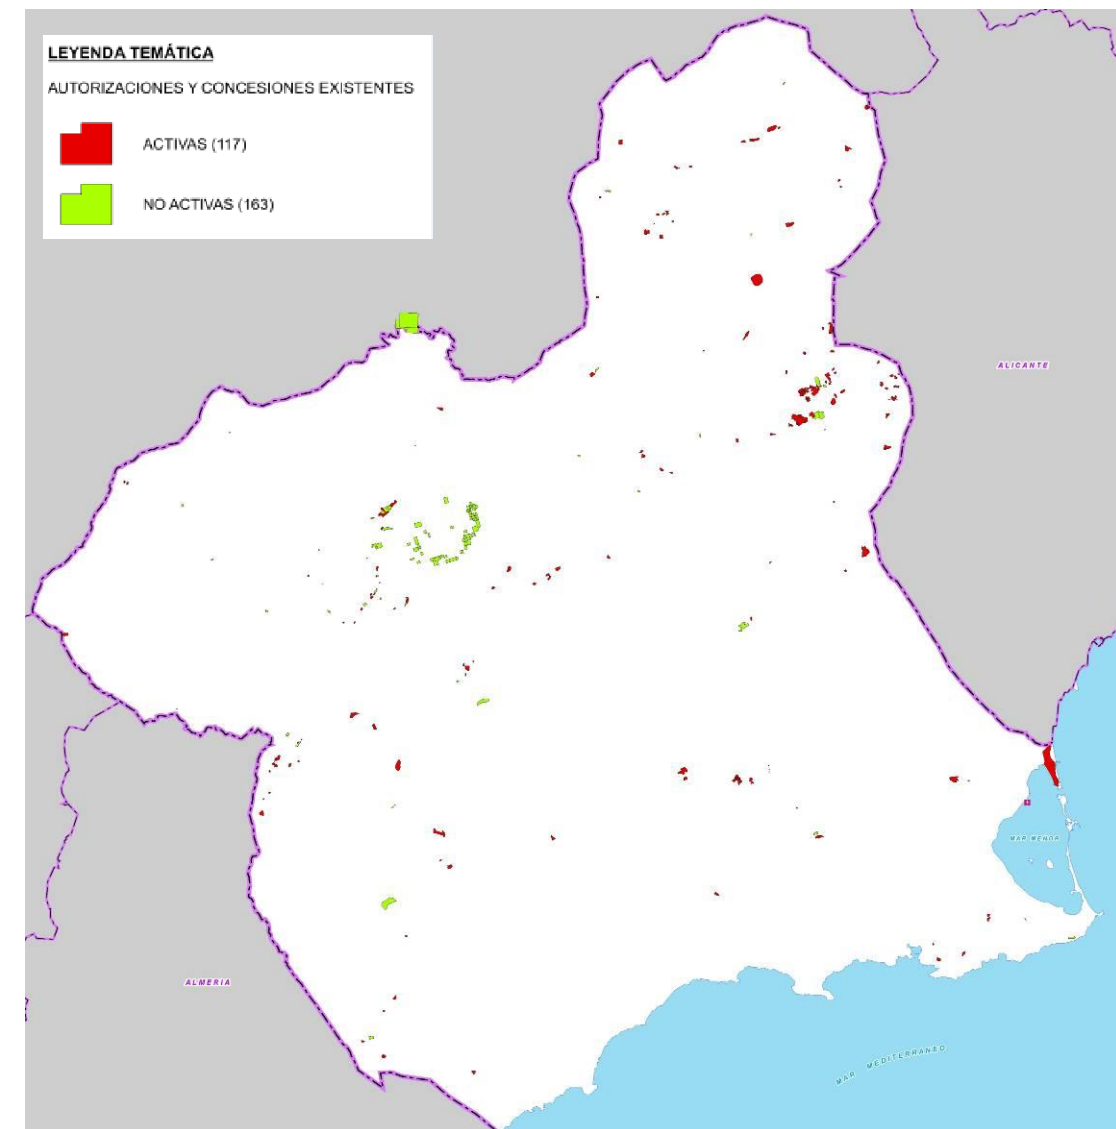 LEYENDA TEMÁTICA
AUTORIZACIONES Y CONCESIONES EXISTENTES
ACTIVAS (117)
NO ACTIVAS (163)
ALICANTE
MAR MENOR
ALMERIA
MAR MEDITERRANEO